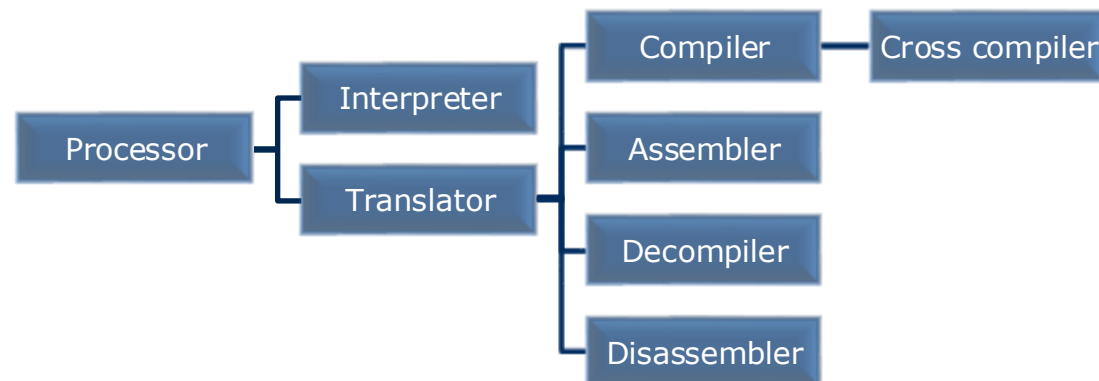 Compiler
Cross compiler
Interpreter
Processor
Assembler
Translator
Decompiler
Disassembler